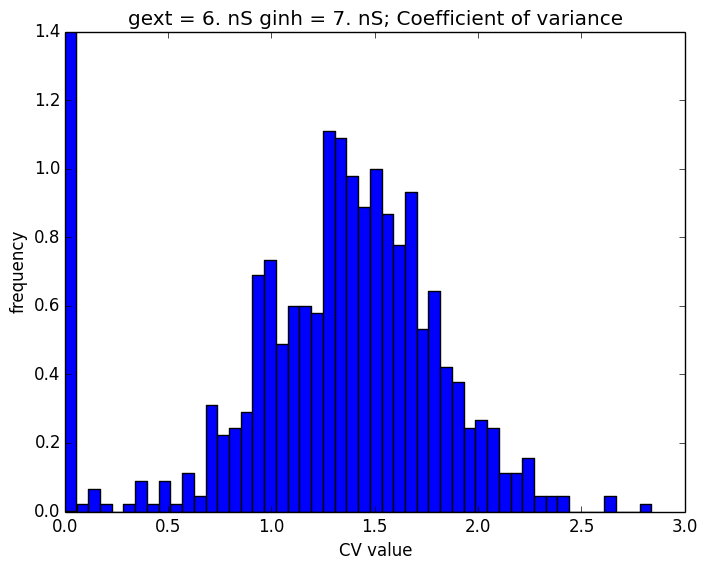 gext = 6. nS ginh = 7. nS; Coefficient of variance
1.4
1.2
1.0
0.8
0.6
0.4
0.2
0.0
frequency
0.0 0.5 1.0 1.5 2.0 2.5 3.0
CV value